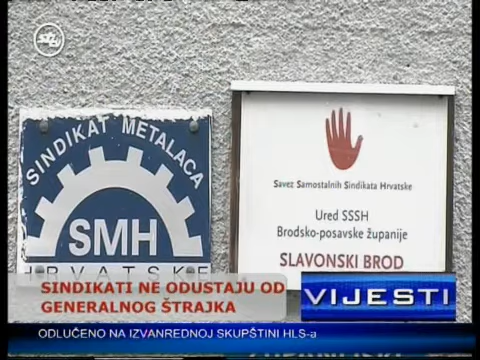 SINDIKAT METALACA
SMH
HRVATSKE
Savez Samostalnih Sindikata Hrvatske
Ured SSSH
Brodsko-posavske županije
SLAVONSKI BROD
SINDIKATI NE ODUSTAJU OD
GENERALNOG ŠTRAJKA
VIJESTI
ODLUČENO NA IZVANREDNOJ SKUPŠTINI HLS-a